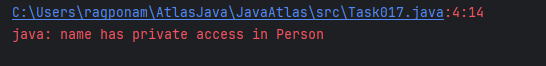 C:\Users\ragponam\AtlasJava\JavaAtlas\src\Task017.java:4:14
java: name has private access in Person